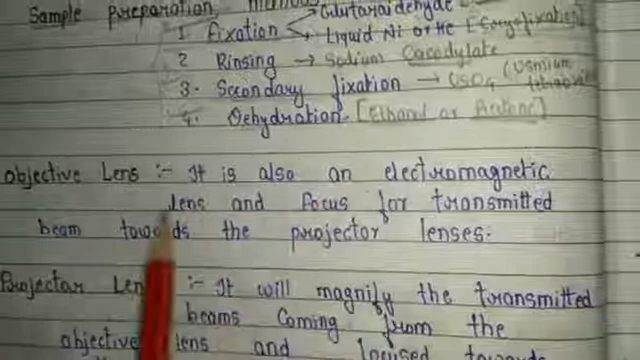 Sample preparation
Glutaraldehyde
1 Fixation Liquid Ni or He [Cryofixation]
2 Rinsing → Sodium Cacodylate
3. Secondary fixation → OSO4 (Osmium
4. Dehydration. [Ethanol or Acetone]
Objective Lens :- It is also an electromagnetic
lens and focus for transmitted
beam towards the projector lenses.
Projectar Lens :- It will magnify the transmitted
beams coming from the
objective lens and focused towards